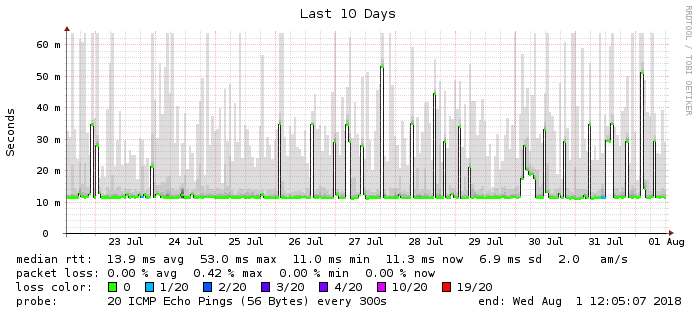 Last 10 Days
RRDTOOL / TOBI OETIKER
Seconds
60 m
50 m
40 m
30 m
20 m
10 m
0
23 Jul 24 Jul 25 Jul 26 Jul 27 Jul 28 Jul 29 Jul 30 Jul 31 Jul 01 Aug
median rtt: 13.9 ms avg 53.0 ms max 11.0 ms min 11.3 ms now 6.9 ms sd 2.0 am/s
packet loss: 0.00 % avg 0.42 % max 0.00 % min 0.00 % now
loss color: 0 1/20 2/20 3/20 4/20 10/20 19/20
probe: 20 ICMP Echo Pings (56 Bytes) every 300s end: Wed Aug 1 12:05:07 2018